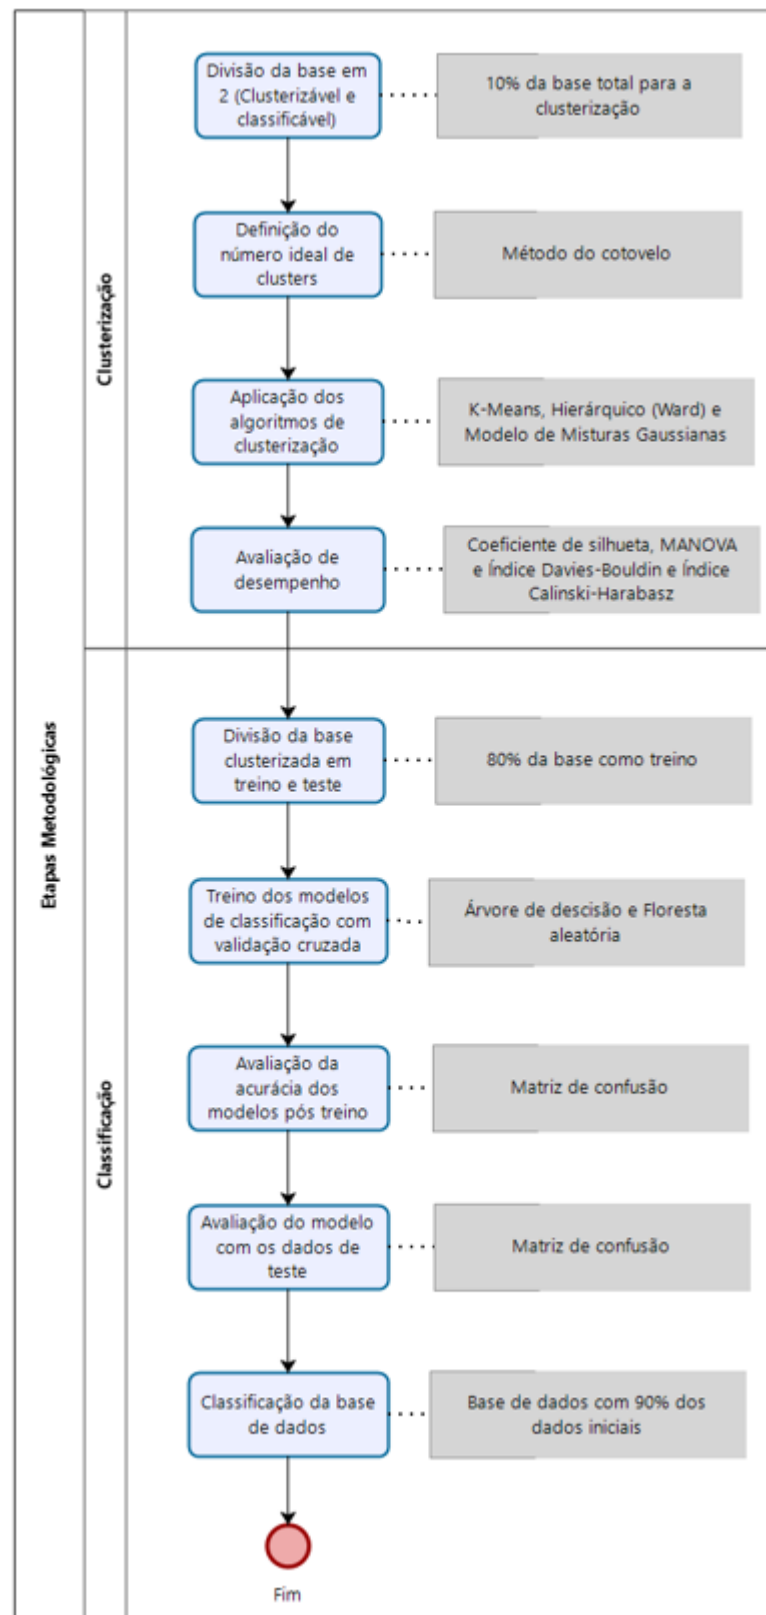 Etapas Metodológicas
Clusterização
Divisão da base em
2 (Clusterizável e
classificável)
10% da base total para a
clusterização
Definição do
número ideal de
clusters
Método do cotovelo
Aplicação dos
algoritmos de
clusterização
K-Means, Hierárquico (Ward) e
Modelo de Misturas Gaussianas
Avaliação de
desempenho
Coeficiente de silhueta, MANOVA
e Índice Davies-Bouldin e Índice
Calinski-Harabasz
Classificação
Divisão da base
clusterizada em
treino e teste
80% da base como treino
Treino dos modelos
de classificação com
validação cruzada
Árvore de descisão e Floresta
aleatória
Avaliação da
acurácia dos
modelos pós treino
Matriz de confusão
Avaliação do modelo
com os dados de
teste
Matriz de confusão
Classificação da base
de dados
Base de dados com 90% dos
dados iniciais
Fim